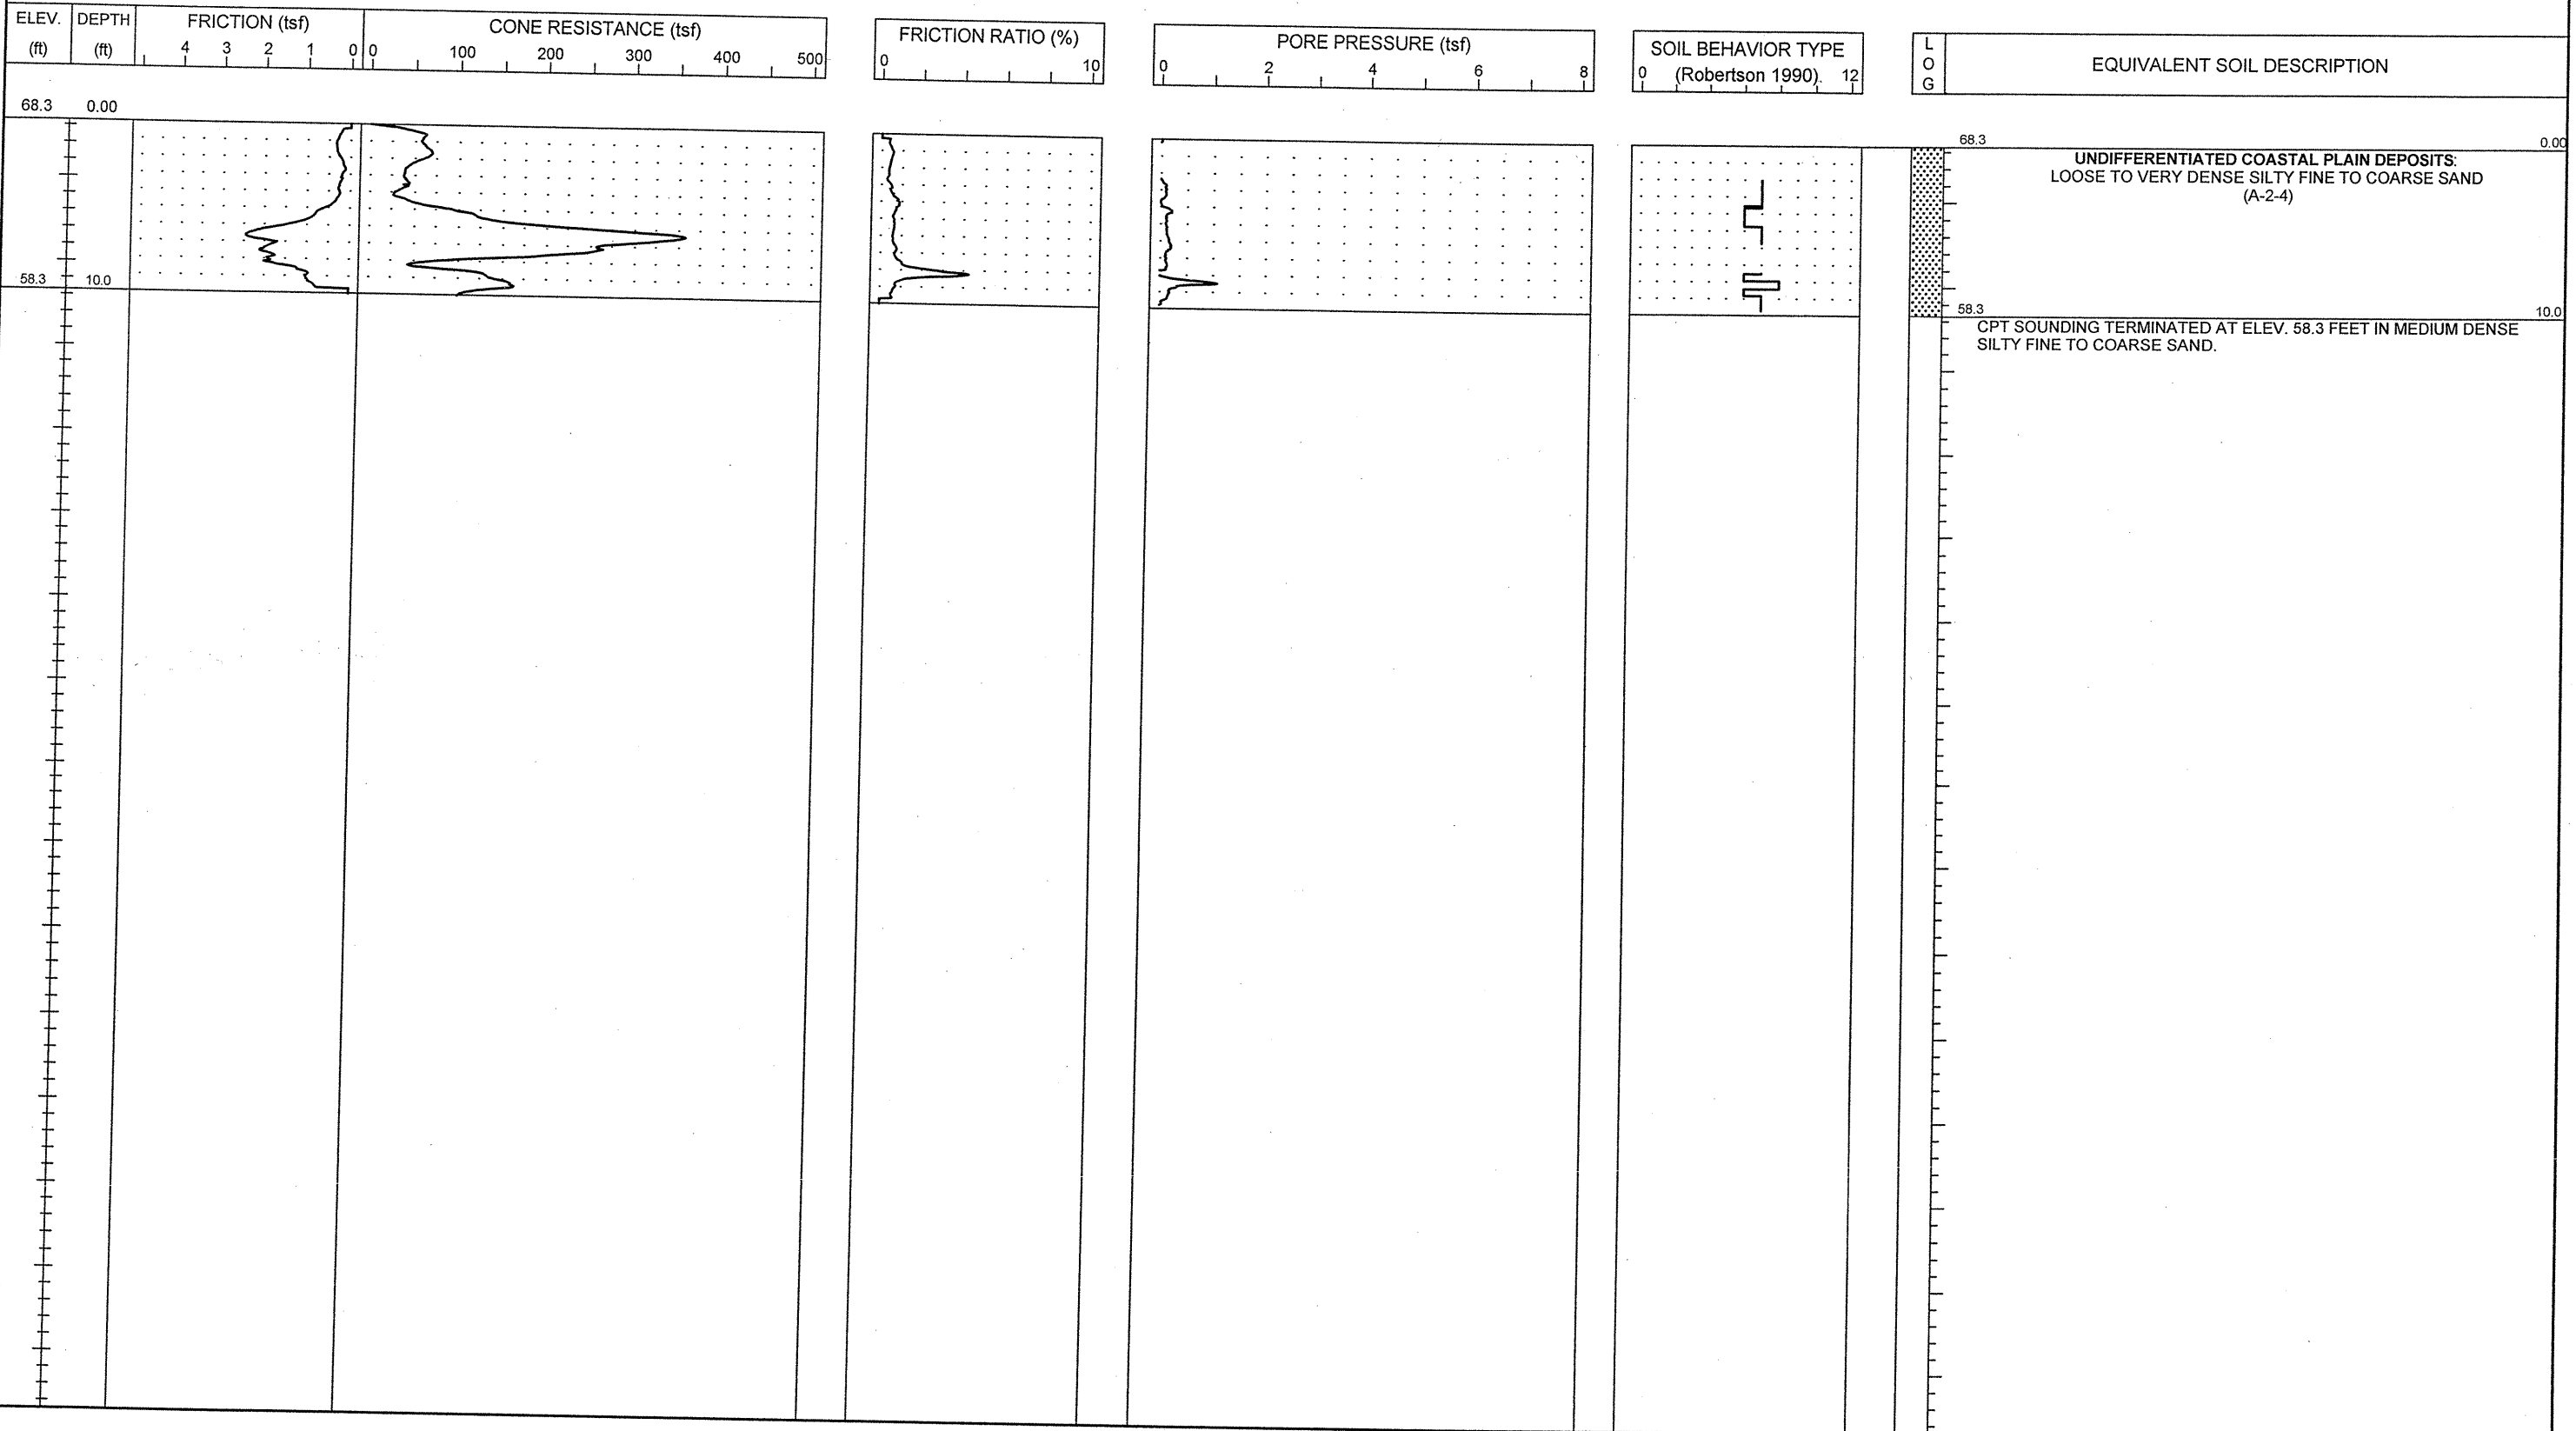 ELEV.
(ft)
DEPTH
(ft)
FRICTION (tsf)
4 3 2 1 0
CONE RESISTANCE (tsf)
0 100 200 300 400 500
FRICTION RATIO (%)
0 10
PORE PRESSURE (tsf)
0 2 4 6 8
SOIL BEHAVIOR TYPE
(Robertson 1990).
0 12
L
O
G
EQUIVALENT SOIL DESCRIPTION
68.3 0.00
58.3 10.0
68.3 0.00
UNDIFFERENTIATED COASTAL PLAIN DEPOSITS:
LOOSE TO VERY DENSE SILTY FINE TO COARSE SAND
(A-2-4)
58.3 10.0
CPT SOUNDING TERMINATED AT ELEV. 58.3 FEET IN MEDIUM DENSE
SILTY FINE TO COARSE SAND.